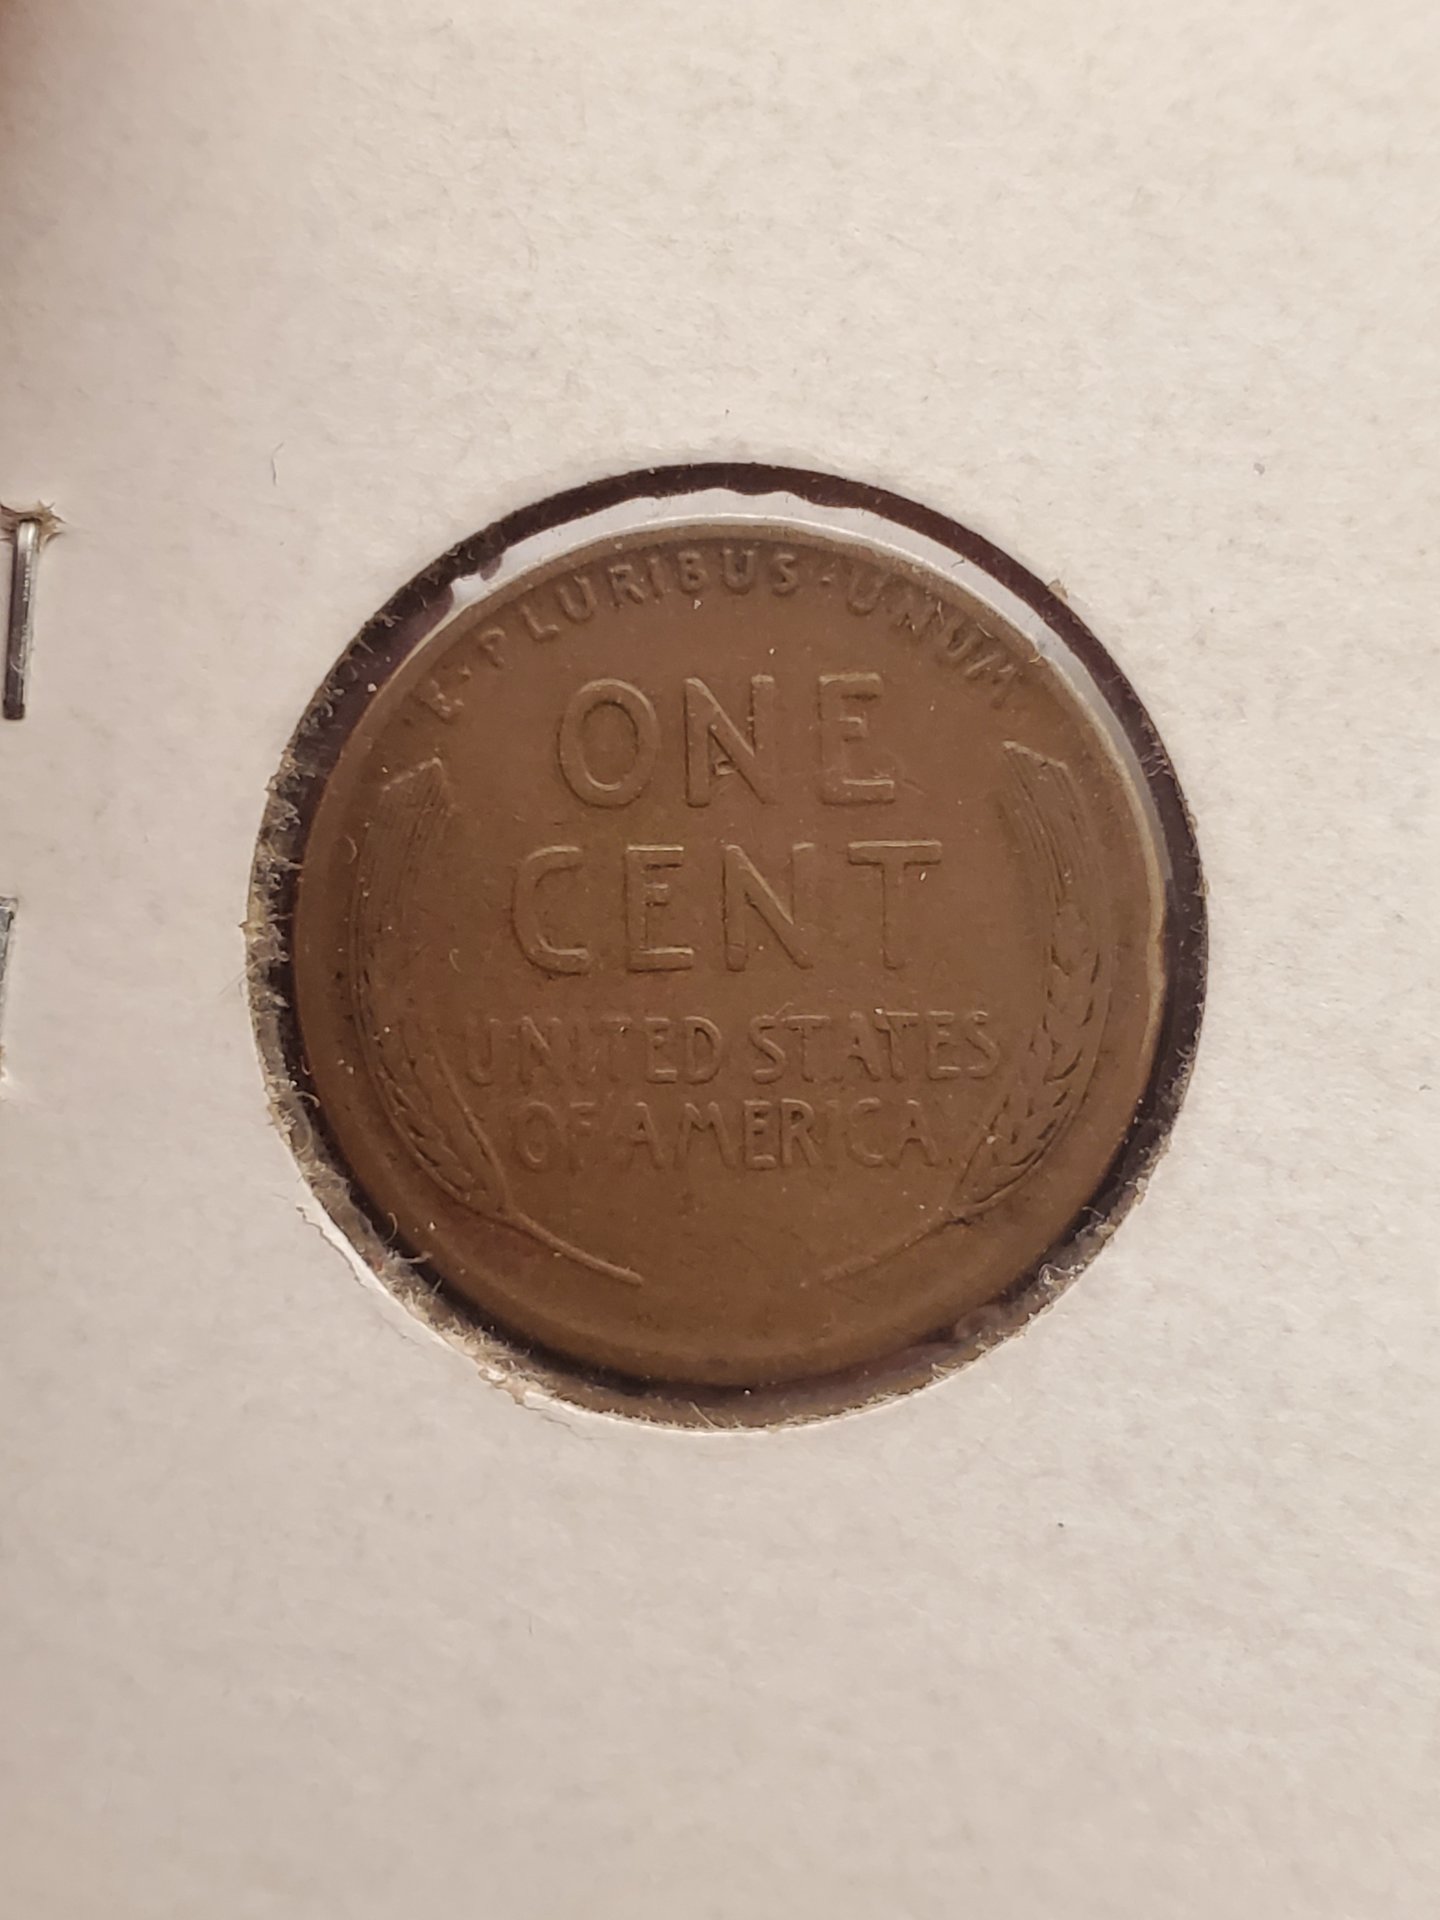 E·PLURIBUS·UNUM
ONE
CENT
UNITED STATES
OF AMERICA